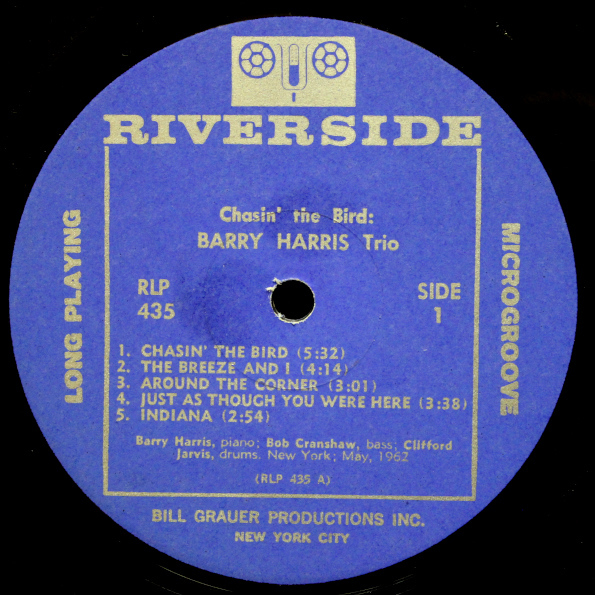 RIVERSIDE
Chasin' the Bird:
BARRY HARRIS Trio
RLP
435
SIDE
1
LONG PLAYING
MICROGROOVE
1. CHASIN' THE BIRD (5:32)
2. THE BREEZE AND I (4:14)
3. AROUND THE CORNER (3:01)
4. JUST AS THOUGH YOU WERE HERE (3:38)
5. INDIANA (2:54)
Barry Harris, piano; Bob Cranshaw, bass; Clifford
Jarvis, drums. New York; May, 1962
(RLP 435 A)
BILL GRAUER PRODUCTIONS INC.
NEW YORK CITY